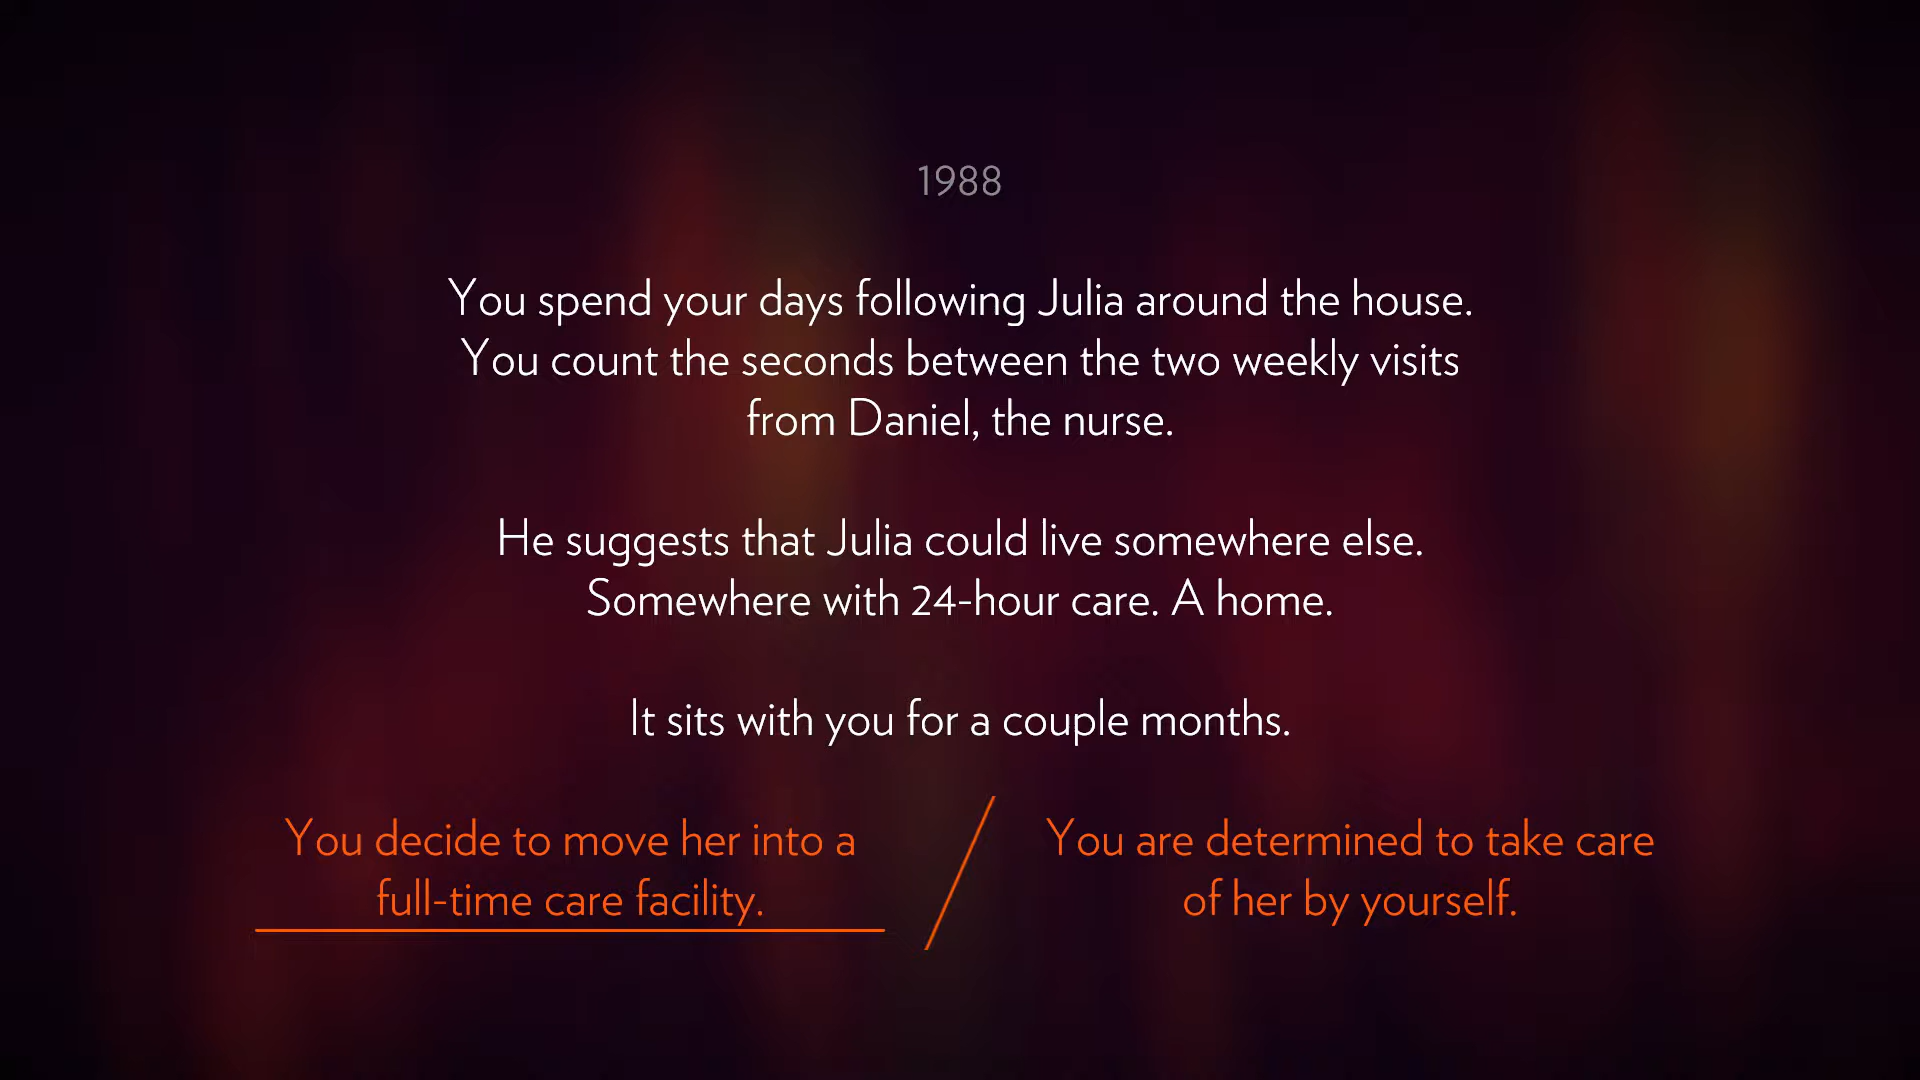 1988
You spend your days following Julia around the house.
You count the seconds between the two weekly visits
from Daniel, the nurse.
He suggests that Julia could live somewhere else.
Somewhere with 24-hour care. A home.
It sits with you for a couple months.
You decide to move her into a
full-time care facility.
You are determined to take care
of her by yourself.